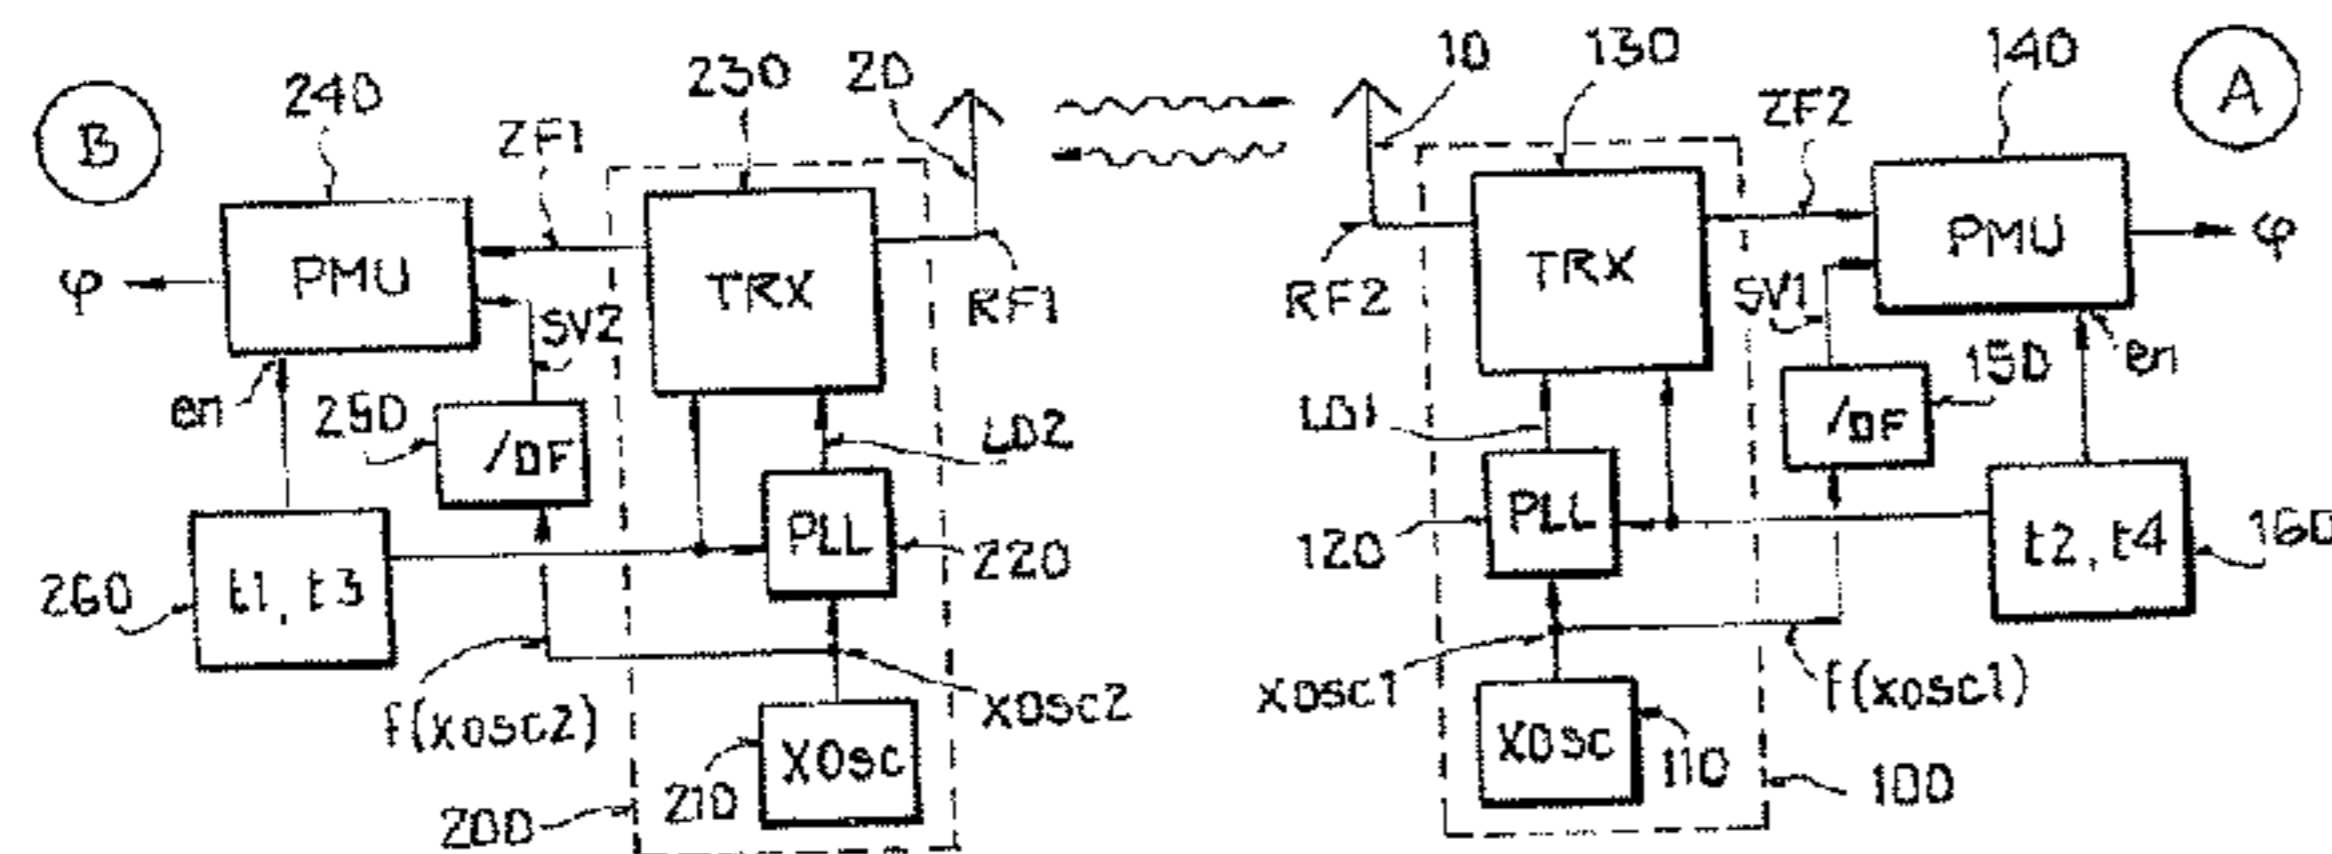 B
240
ZF1
230
20
10
130
ZF2
140
A
φ
PMU
TRX
RF1
RF2
TRX
PMU
φ
SV2
SV1
en
250
/DF
LO2
LO1
/DF
150
en
260
t1, t3
PLL
220
120
PLL
t2, t4
160
f(xosc2)
xosc2
xosc1
f(xosc1)
200
210
XOsc
XOsc
110
100